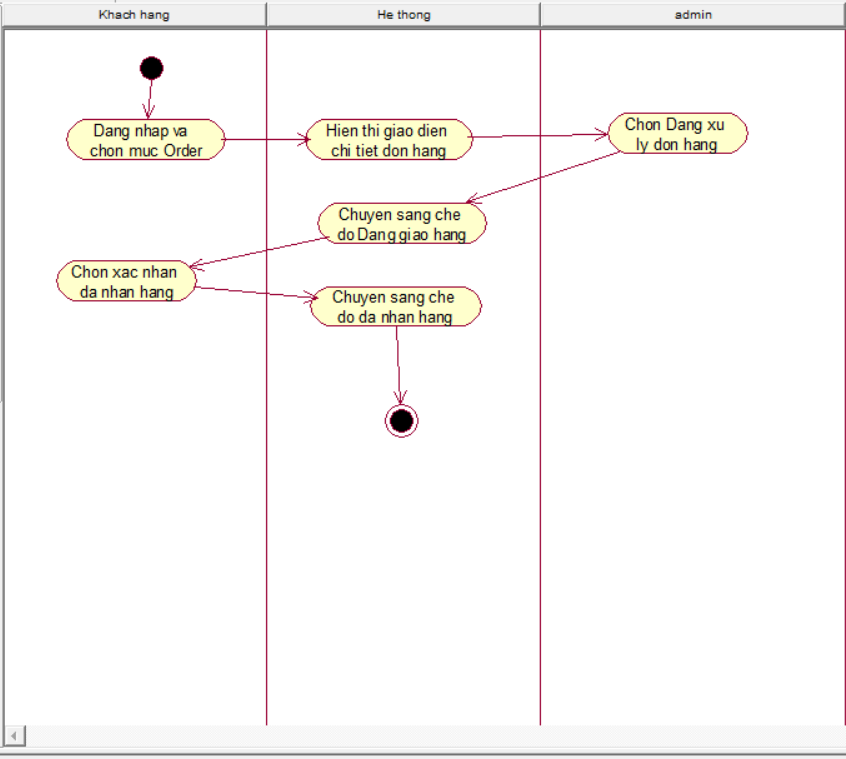 Khach hang
He thong
admin
Dang nhap va
chon muc Order
Hien thi giao dien
chi tiet don hang
Chon Dang xu
ly don hang
Chuyen sang che
do Dang giao hang
Chon xac nhan
da nhan hang
Chuyen sang che
do da nhan hang